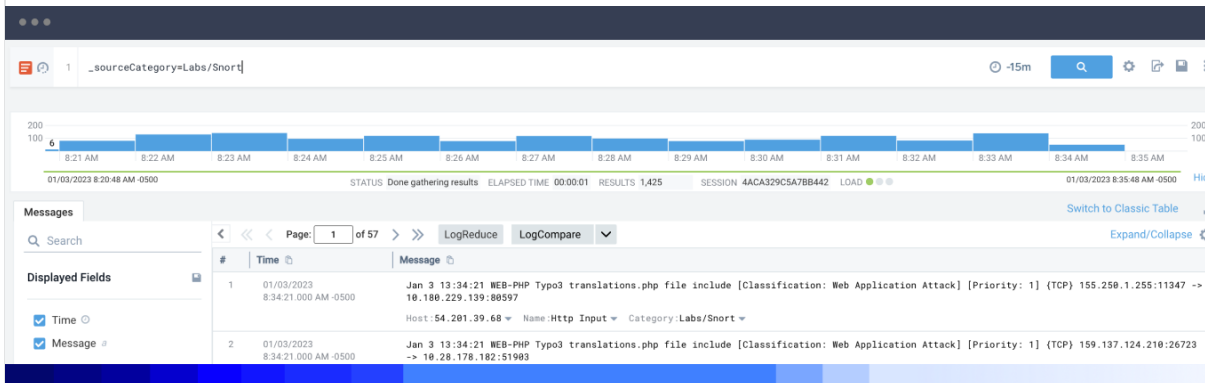 1 _sourceCategory=Labs/Snort -15m
200 200
100 6 100
8:21 AM 8:22 AM 8:23 AM 8:24 AM 8:25 AM 8:26 AM 8:27 AM 8:28 AM 8:29 AM 8:30 AM 8:31 AM 8:32 AM 8:33 AM 8:34 AM 8:35 AM
01/03/2023 8:20:48 AM -0500 STATUS Done gathering results ELAPSED TIME 00:00:01 RESULTS 1,425 SESSION 4ACA329C5A7BB442 LOAD 01/03/2023 8:35:48 AM -0500
Messages Switch to Classic Table
Search Page: 1 of 57 LogReduce LogCompare Expand/Collapse
# Time Message
Displayed Fields
1 01/03/2023 Jan 3 13:34:21 WEB-PHP Typo3 translations.php file include [Classification: Web Application Attack] [Priority: 1] {TCP} 155.250.1.255:11347 ->
8:34:21.000 AM -0500 10.180.229.139:80597
Time Host:54.201.39.68 Name:Http Input Category:Labs/Snort
Message 2 01/03/2023 Jan 3 13:34:21 WEB-PHP Typo3 translations.php file include [Classification: Web Application Attack] [Priority: 1] {TCP} 159.137.124.210:26723
8:34:21.000 AM -0500 -> 10.28.178.182:51903